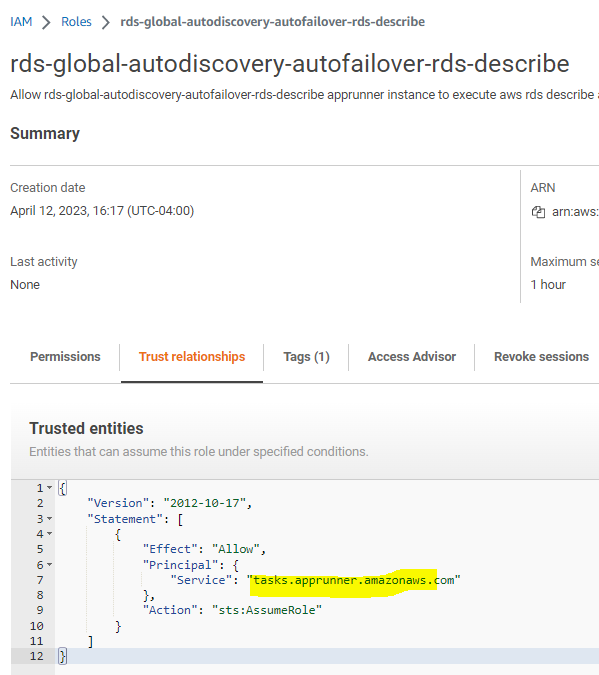 IAM > Roles > rds-global-autodiscovery-autofailover-rds-describe
rds-global-autodiscovery-autofailover-rds-describe
Allow rds-global-autodiscovery-autofailover-rds-describe apprunner instance to execute aws rds describe
Summary
Creation date
April 12, 2023, 16:17 (UTC-04:00)
ARN
arn:aws:
Last activity
None
Maximum se
1 hour
Permissions Trust relationships Tags (1) Access Advisor Revoke sessions
Trusted entities
Entities that can assume this role under specified conditions.
1 {
2 "Version": "2012-10-17",
3 "Statement": [
4 {
5 "Effect": "Allow",
6 "Principal": {
7 "Service": "tasks.apprunner.amazonaws.com"
8 },
9 "Action": "sts:AssumeRole"
10 }
11 ]
12 }